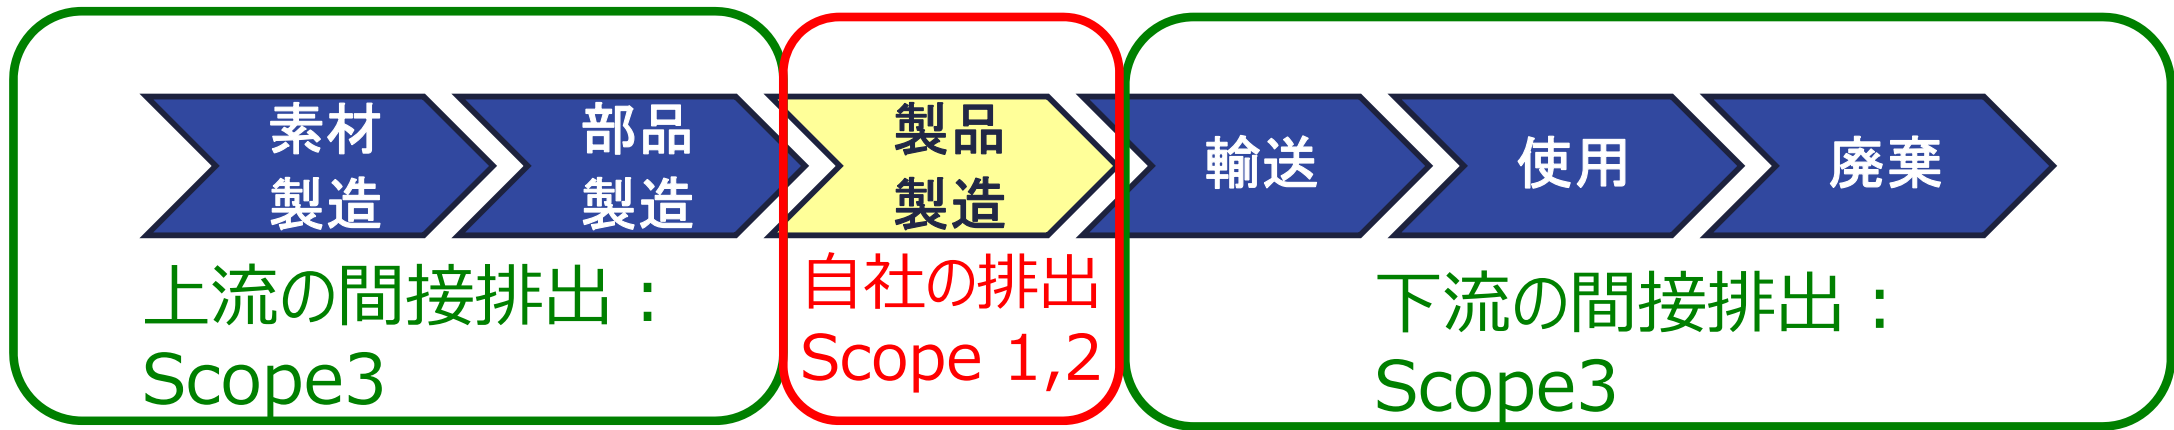 素材
製造
部品
製造
製品
製造
輸送
使用
廃棄
上流の間接排出：
Scope3
自社の排出
Scope 1,2
下流の間接排出：
Scope3